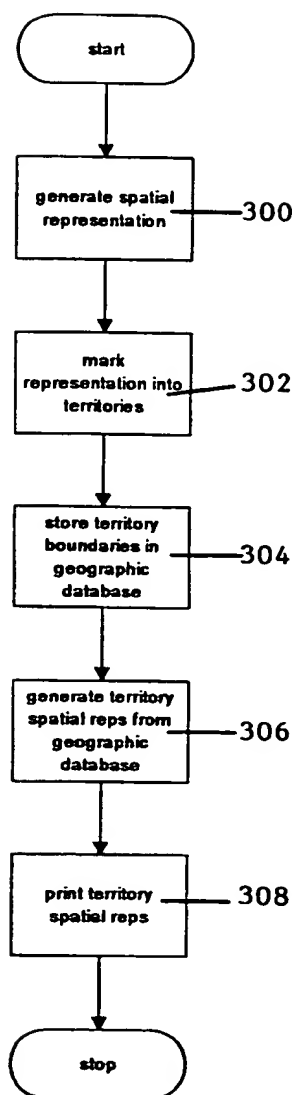 start
generate spatial
representation
300
mark
representation into
territories
302
store territory
boundaries in
geographic
database
304
generate territory
spatial reps from
geographic
database
306
print territory
spatial reps
308
stop